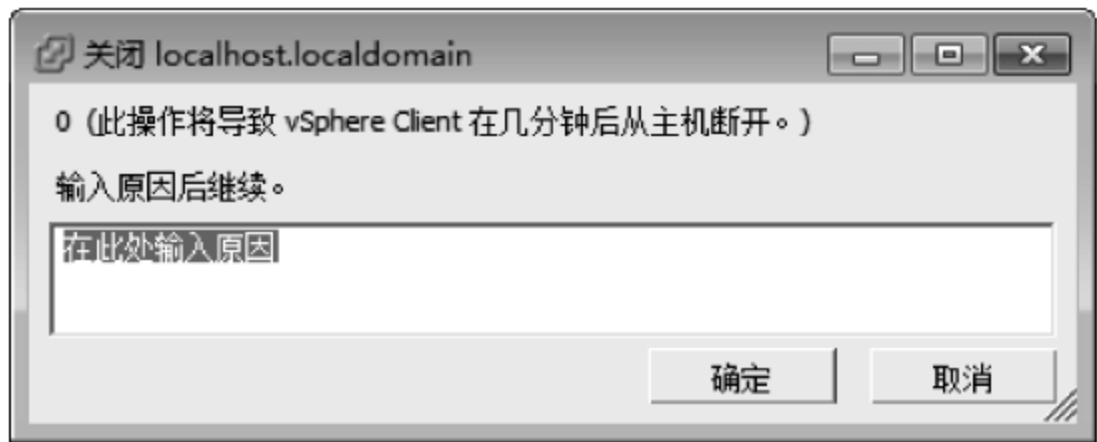 关闭 localhost.localdomain
0（此操作将导致 vSphere Client 在几分钟后从主机断开。）
输入原因后继续。
在此处输入原因
确定 取消